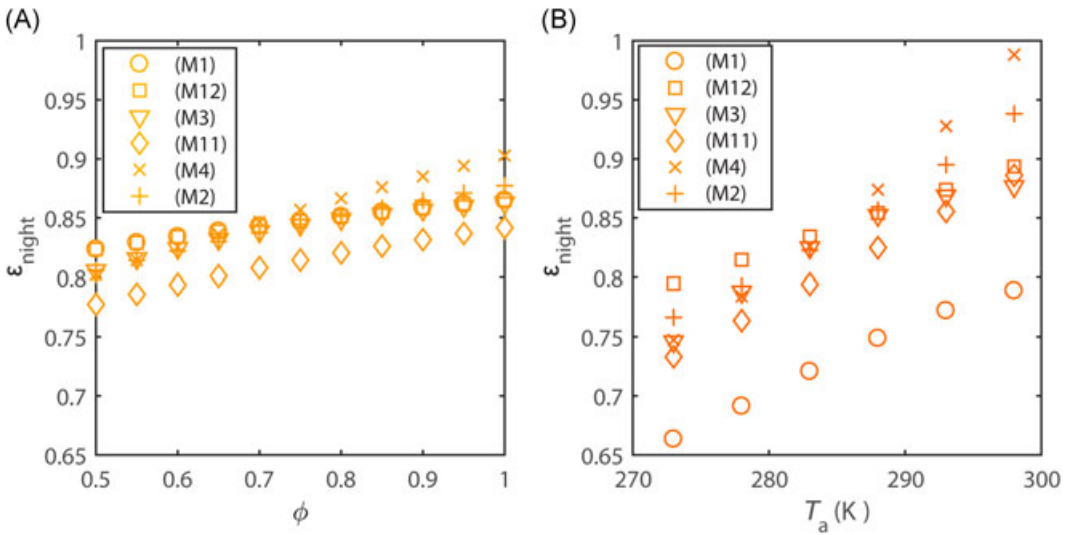 (A)
1
0.95
0.9
0.85
0.8
0.75
0.7
0.65
εnight
(M1)
(M12)
(M3)
(M11)
(M4)
(M2)
0.5 0.6 0.7 0.8 0.9 1
ϕ
(B)
1
0.95
0.9
0.85
0.8
0.75
0.7
0.65
εnight
(M1)
(M12)
(M3)
(M11)
(M4)
(M2)
270 280 290 300
Ta (K)